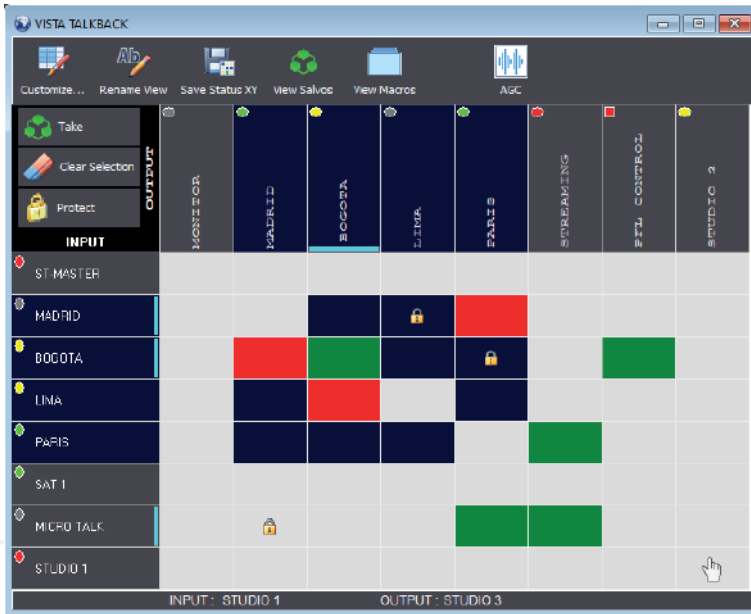 VISTA TALKBACK
Customize... Rename View Save Status XY View Salvos View Macros AGC
Take
Clear Selection
Protect
OUTPUT
INPUT
MONITOR
MADRID
BOGOTA
LIMA
PARIS
STREAMING
PFL CONTROL
STUDIO 2
ST-MASTER
MADRID
BOGOTA
LIMA
PARIS
SAT 1
MICRO TALK
STUDIO 1
INPUT : STUDIO 1 OUTPUT : STUDIO 3